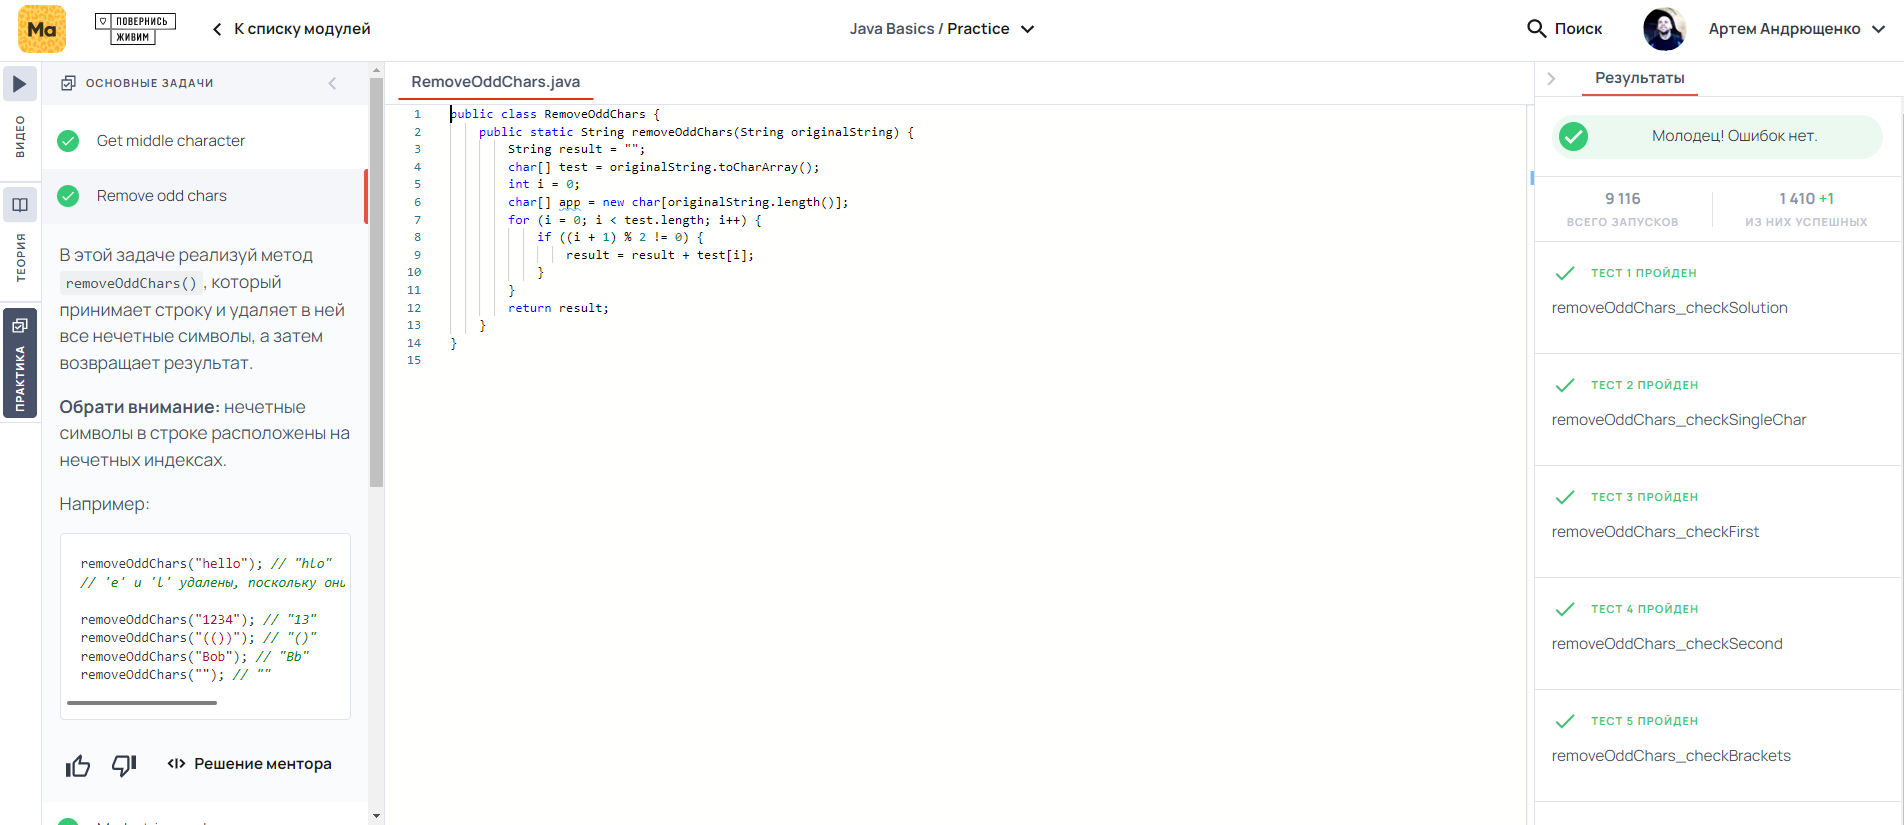 Ma
ПОВЕРНИСЬ
ЖИВИМ
К списку модулей
Java Basics / Practice
Поиск
Артем Андрющенко
ВИДЕО
ТЕОРИЯ
ПРАКТИКА
ОСНОВНЫЕ ЗАДАЧИ
Get middle character
Remove odd chars
В этой задаче реализуй метод
removeOddChars() , который
принимает строку и удаляет в ней
все нечетные символы, а затем
возвращает результат.
Обрати внимание: нечетные
символы в строке расположены на
нечетных индексах.
Например:
removeOddChars("hello"); // "hlo"
// 'e' и 'l' удалены, поскольку они
removeOddChars("1234"); // "13"
removeOddChars("(())"); // "()"
removeOddChars("Bob"); // "Bb"
removeOddChars(""); // ""
Решение ментора
RemoveOddChars.java
1 public class RemoveOddChars {
2 public static String removeOddChars(String originalString) {
3 String result = "";
4 char[] test = originalString.toCharArray();
5 int i = 0;
6 char[] app = new char[originalString.length()];
7 for (i = 0; i < test.length; i++) {
8 if ((i + 1) % 2 != 0) {
9 result = result + test[i];
10 }
11 }
12 return result;
13 }
14 }
15
Результаты
Молодец! Ошибок нет.
9 116
ВСЕГО ЗАПУСКОВ
1 410 +1
ИЗ НИХ УСПЕШНЫХ
ТЕСТ 1 ПРОЙДЕН
removeOddChars_checkSolution
ТЕСТ 2 ПРОЙДЕН
removeOddChars_checkSingleChar
ТЕСТ 3 ПРОЙДЕН
removeOddChars_checkFirst
ТЕСТ 4 ПРОЙДЕН
removeOddChars_checkSecond
ТЕСТ 5 ПРОЙДЕН
removeOddChars_checkBrackets